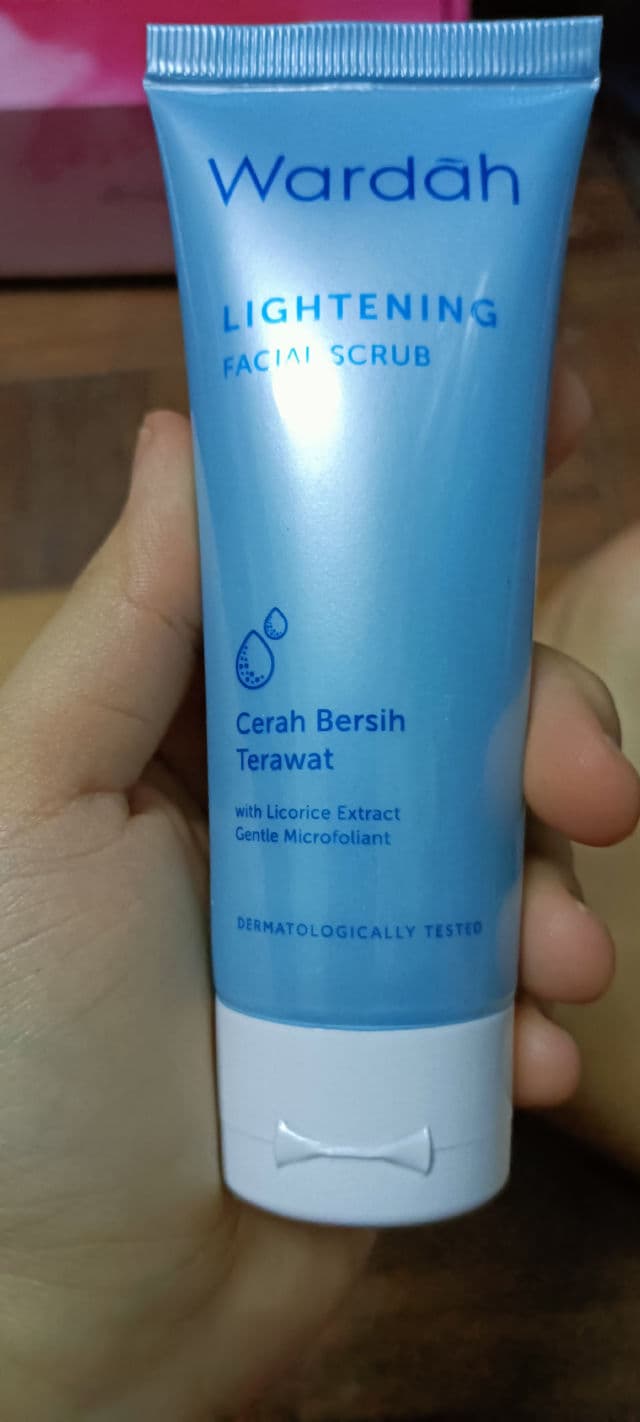 Wardah
LIGHTENING
FACIAL SCRUB
Cerah Bersih
Terawat
with Licorice Extract
Gentle Microfoliant
DERMATOLOGICALLY TESTED